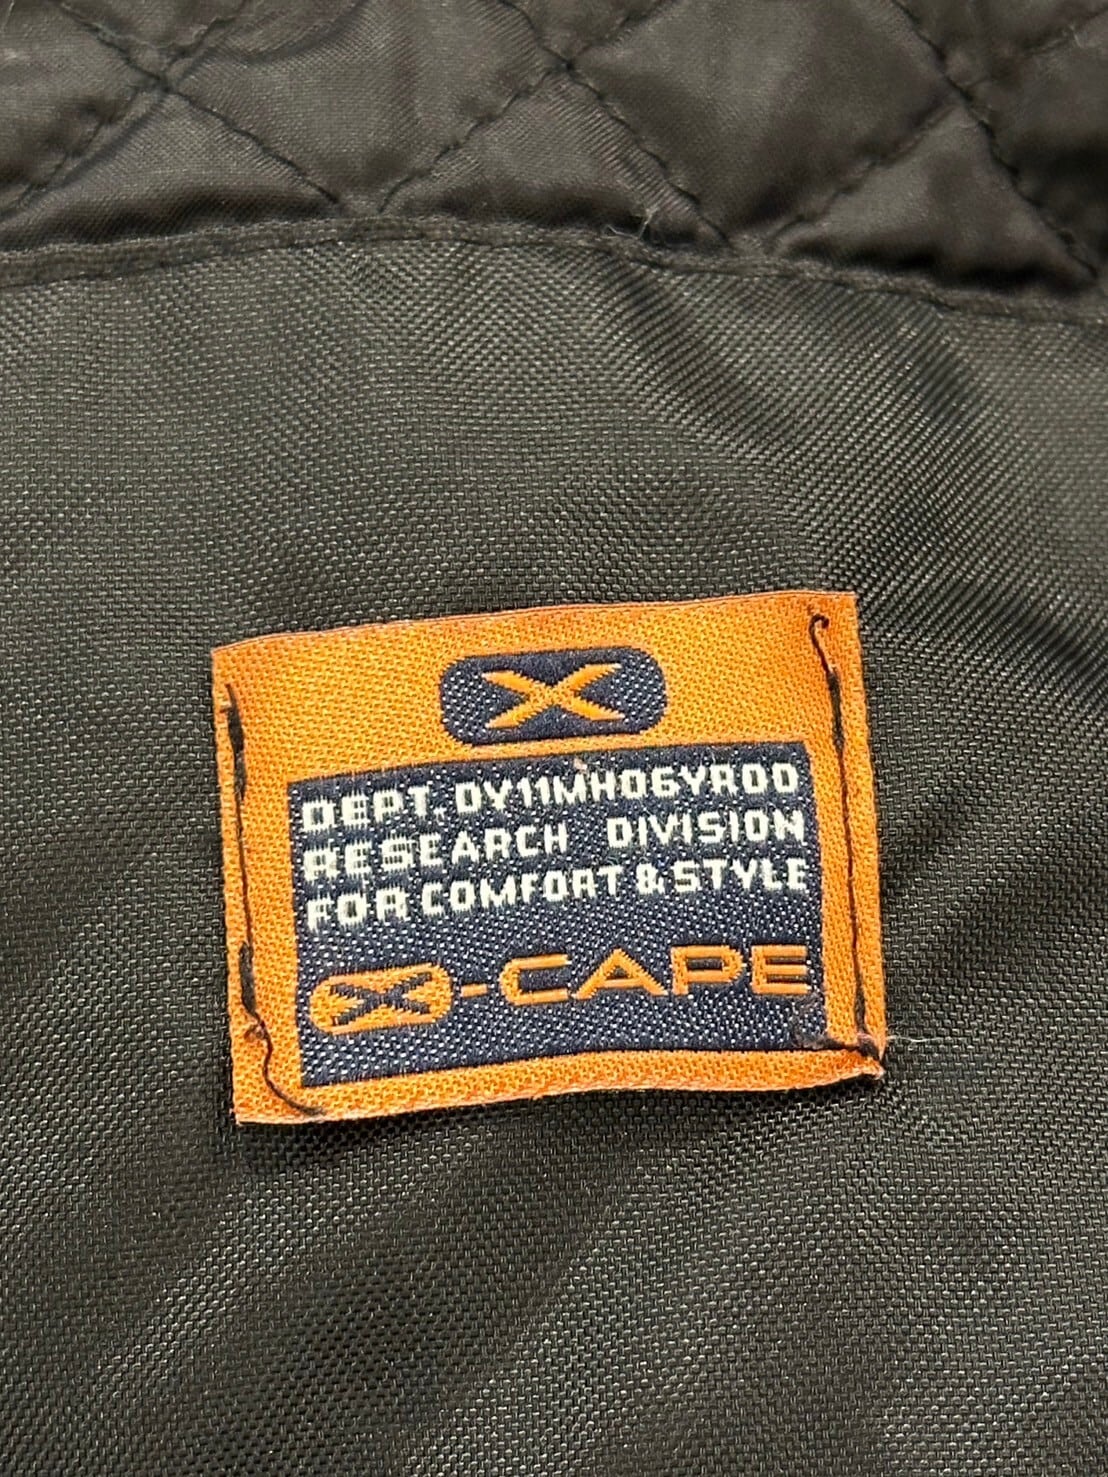 X
DEPT. DY11MH06YR00
RESEARCH DIVISION
FOR COMFORT & STYLE
X-CAPE